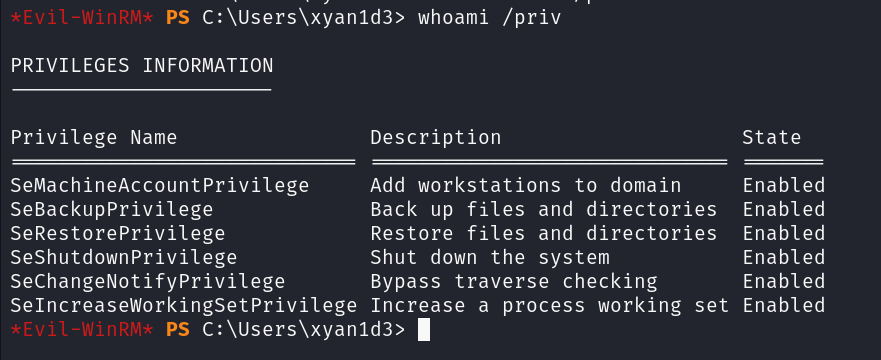 *Evil-WinRM* PS C:\Users\xyan1d3> whoami /priv
PRIVILEGES INFORMATION
----------------------
Privilege Name Description State
============================= ============================== =======
SeMachineAccountPrivilege Add workstations to domain Enabled
SeBackupPrivilege Back up files and directories Enabled
SeRestorePrivilege Restore files and directories Enabled
SeShutdownPrivilege Shut down the system Enabled
SeChangeNotifyPrivilege Bypass traverse checking Enabled
SeIncreaseWorkingSetPrivilege Increase a process working set Enabled
*Evil-WinRM* PS C:\Users\xyan1d3>